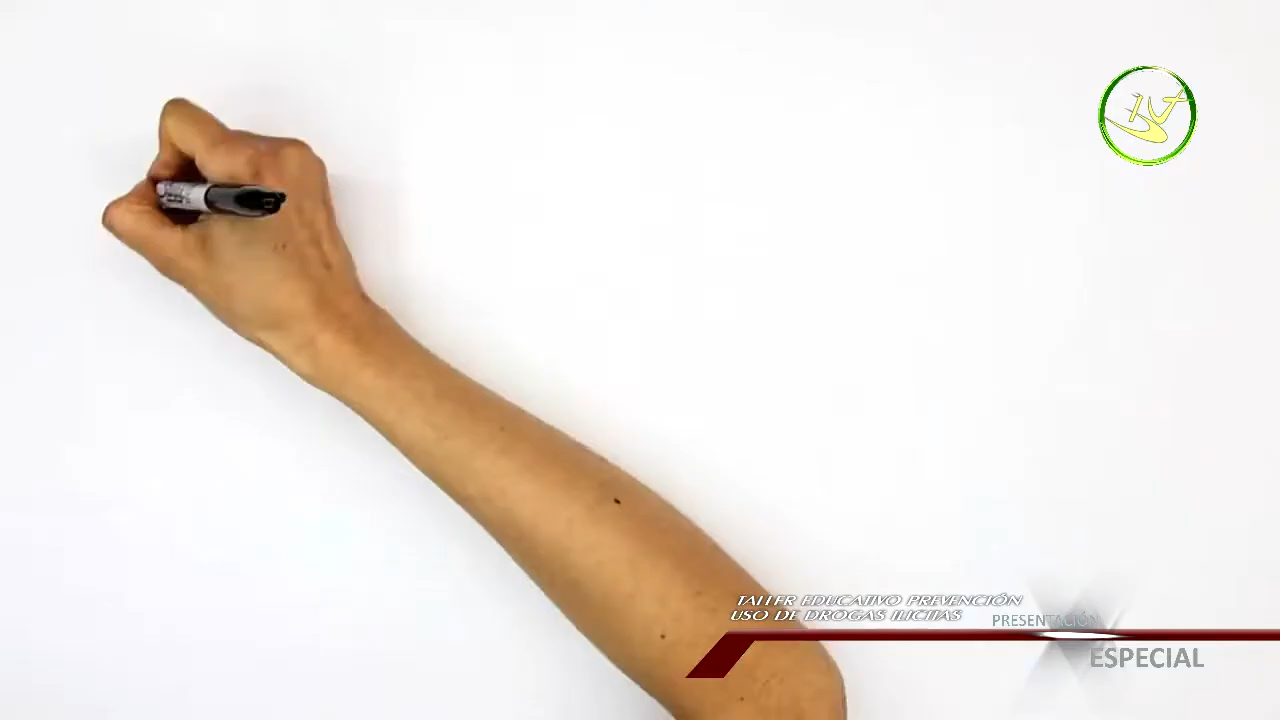 TALLER EDUCATIVO PREVENCIÓN
USO DE DROGAS ILICITAS
PRESENTACIÓN
ESPECIAL